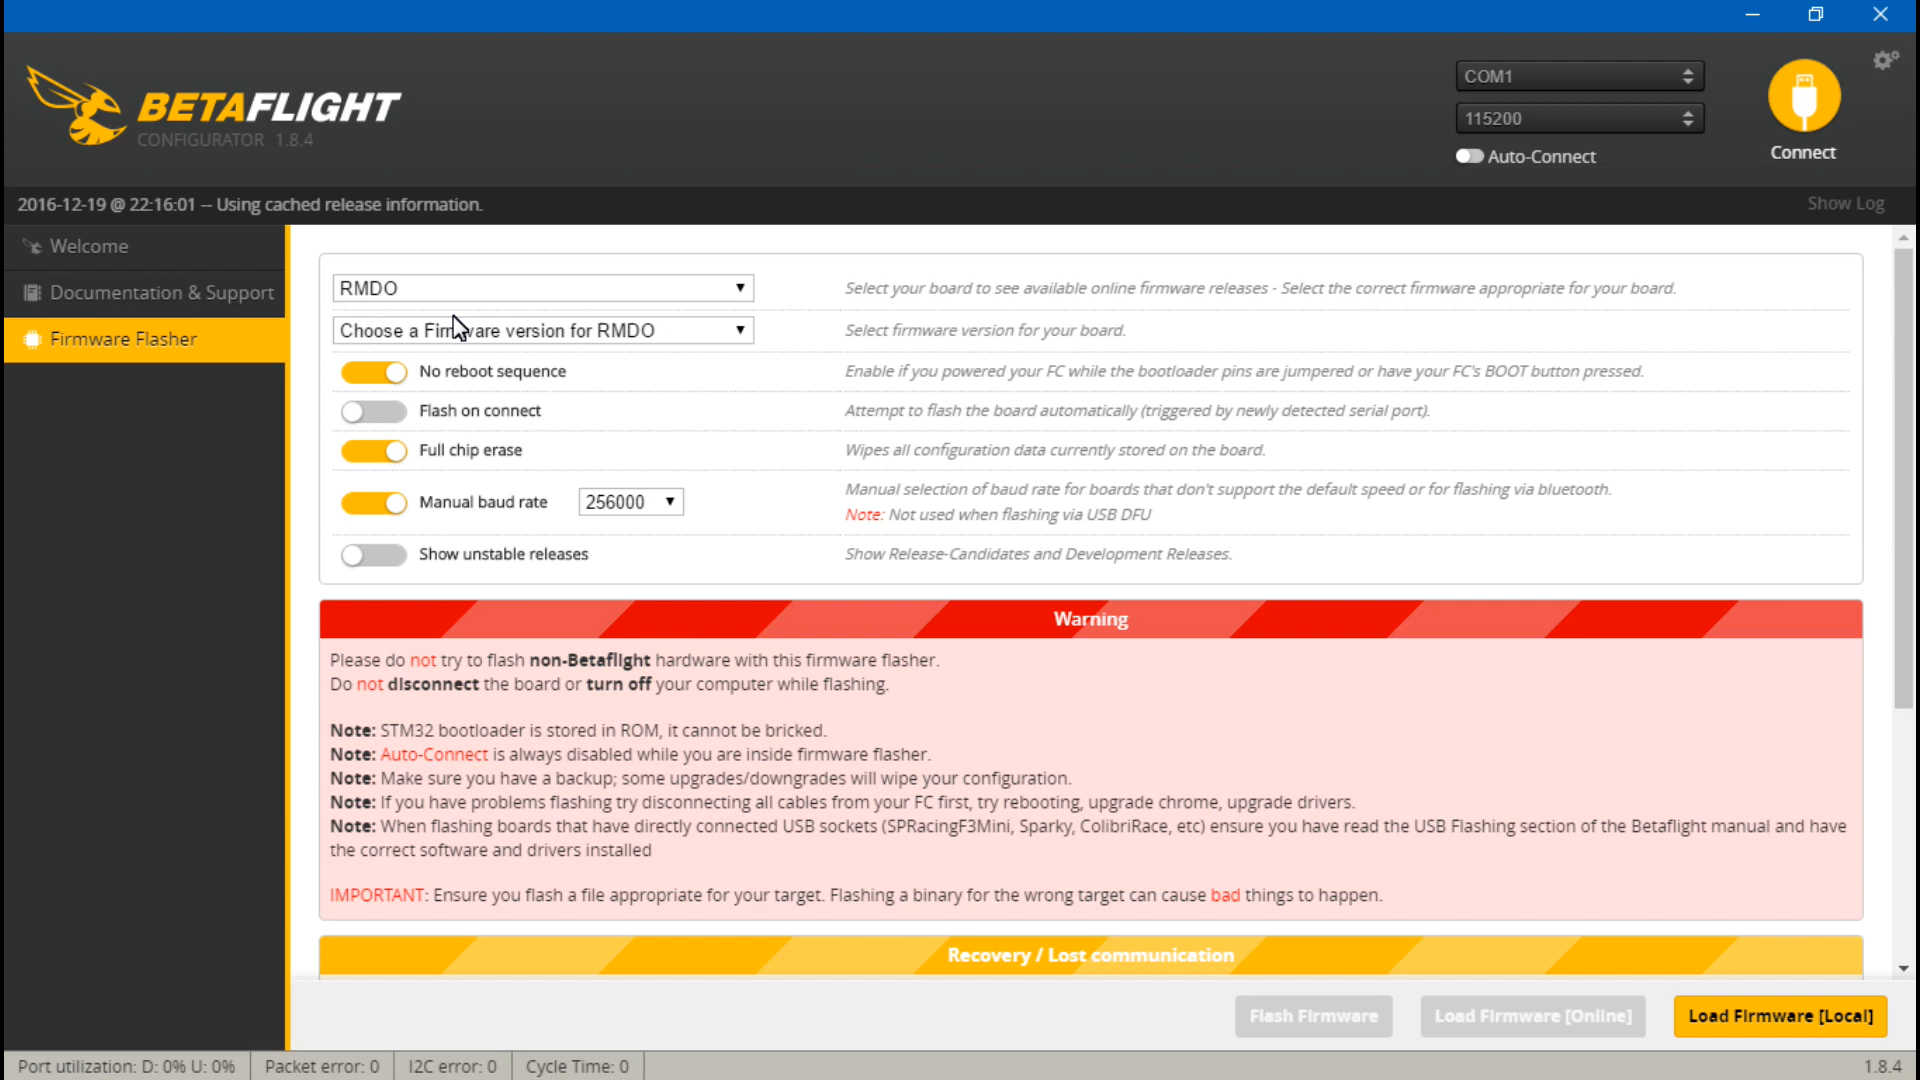 BETAFLIGHT
CONFIGURATOR 1.8.4
COM1
115200
Auto-Connect
Connect
2016-12-19 @ 22:16:01 -- Using cached release information.
Show Log
Welcome
Documentation & Support
Firmware Flasher
RMDO
Select your board to see available online firmware releases - Select the correct firmware appropriate for your board.
Choose a Firmware version for RMDO
Select firmware version for your board.
No reboot sequence
Enable if you powered your FC while the bootloader pins are jumpered or have your FC's BOOT button pressed.
Flash on connect
Attempt to flash the board automatically (triggered by newly detected serial port).
Full chip erase
Wipes all configuration data currently stored on the board.
Manual baud rate 256000
Manual selection of baud rate for boards that don't support the default speed or for flashing via bluetooth.
Note: Not used when flashing via USB DFU
Show unstable releases
Show Release-Candidates and Development Releases.
Warning
Please do not try to flash non-Betaflight hardware with this firmware flasher.
Do not disconnect the board or turn off your computer while flashing.
Note: STM32 bootloader is stored in ROM, it cannot be bricked.
Note: Auto-Connect is always disabled while you are inside firmware flasher.
Note: Make sure you have a backup; some upgrades/downgrades will wipe your configuration.
Note: If you have problems flashing try disconnecting all cables from your FC first, try rebooting, upgrade chrome, upgrade drivers.
Note: When flashing boards that have directly connected USB sockets (SPRacingF3Mini, Sparky, ColibriRace, etc) ensure you have read the USB Flashing section of the Betaflight manual and have
the correct software and drivers installed
IMPORTANT: Ensure you flash a file appropriate for your target. Flashing a binary for the wrong target can cause bad things to happen.
Recovery / Lost communication
Flash Firmware
Load Firmware [Online]
Load Firmware [Local]
Port utilization: D: 0% U: 0%
Packet error: 0
I2C error: 0
Cycle Time: 0
1.8.4